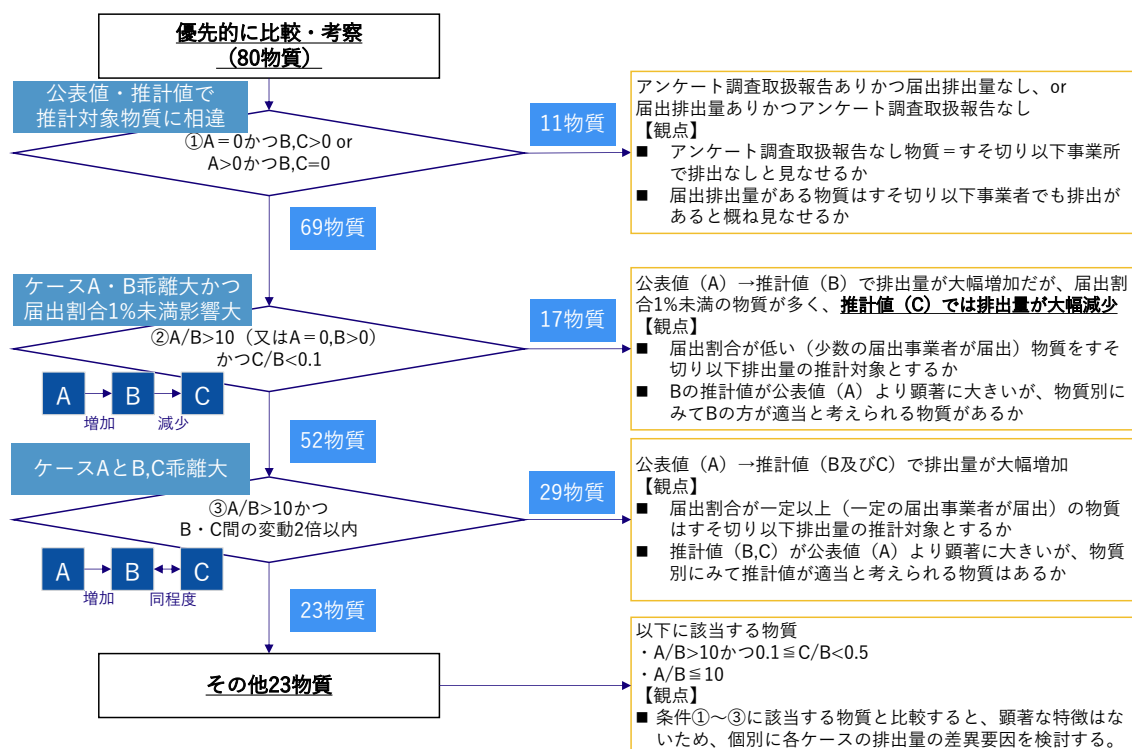 優先的に比較・考察
（80物質）
公表値・推計値で
推計対象物質に相違
①A＝0かつB,C>0 or
A>0かつB,C=0
11物質
アンケート調査取扱報告ありかつ届出排出量なし、or
届出排出量ありかつアンケート調査取扱報告なし
【観点】
■ アンケート調査取扱報告なし物質＝すそ切り以下事業所
で排出なしと見なせるか
■ 届出排出量がある物質はすそ切り以下事業者でも排出が
あると概ね見なせるか
69物質
ケースA・B乖離大かつ
届出割合1%未満影響大
②A/B>10（又はA＝0,B>0）
かつC/B<0.1
A
B
C
増加
減少
17物質
公表値（A）→推計値（B）で排出量が大幅増加だが、届出割
合1%未満の物質が多く、推計値（C）では排出量が大幅減少
【観点】
■ 届出割合が低い（少数の届出事業者が届出）物質をすそ
切り以下排出量の推計対象とするか
■ Bの推計値が公表値（A）より顕著に大きいが、物質別に
みてBの方が適当と考えられる物質があるか
52物質
ケースAとB,C乖離大
③A/B>10かつ
B・C間の変動2倍以内
A
B
C
増加
同程度
29物質
公表値（A）→推計値（B及びC）で排出量が大幅増加
【観点】
■ 届出割合が一定以上（一定の届出事業者が届出）の物質
はすそ切り以下排出量の推計対象とするか
■ 推計値（B,C）が公表値（A）より顕著に大きいが、物質
別にみて推計値が適当と考えられる物質はあるか
23物質
その他23物質
以下に該当する物質
・A/B>10かつ0.1≦C/B<0.5
・A/B≦10
【観点】
■ 条件①～③に該当する物質と比較すると、顕著な特徴はな
いため、個別に各ケースの排出量の差異要因を検討する。